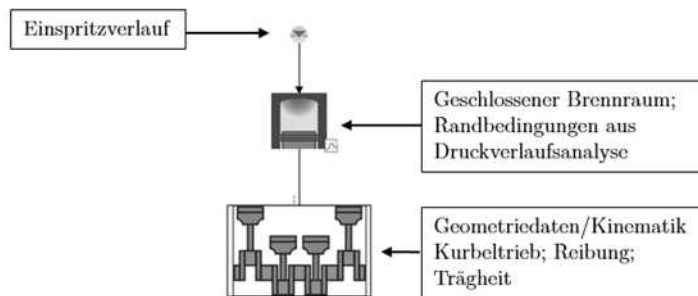 Einspritzverlauf
Geschlossener Brennraum;
Randbedingungen aus
Druckverlaufsanalyse
Geometriedaten/Kinematik
Kurbeltrieb; Reibung;
Trägheit